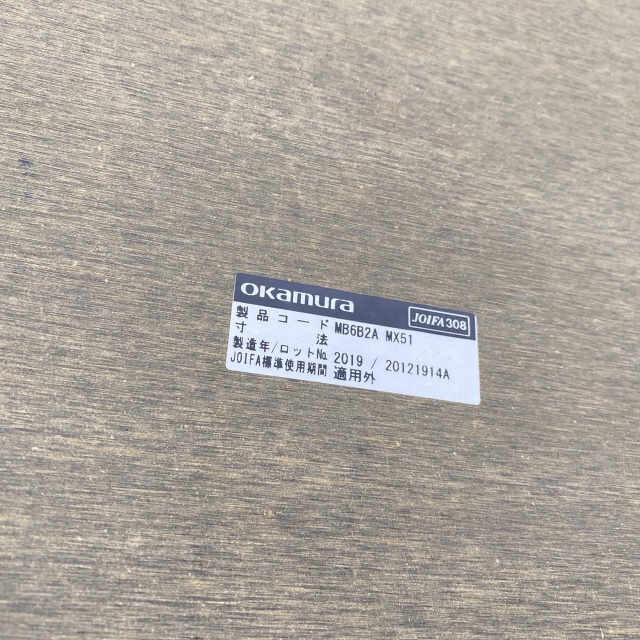 okamura
JOIFA308
製品コード MB6B2A MX51
寸法
製造年/ロット№ 2019 / 20121914A
JOIFA標準使用期間 適用外